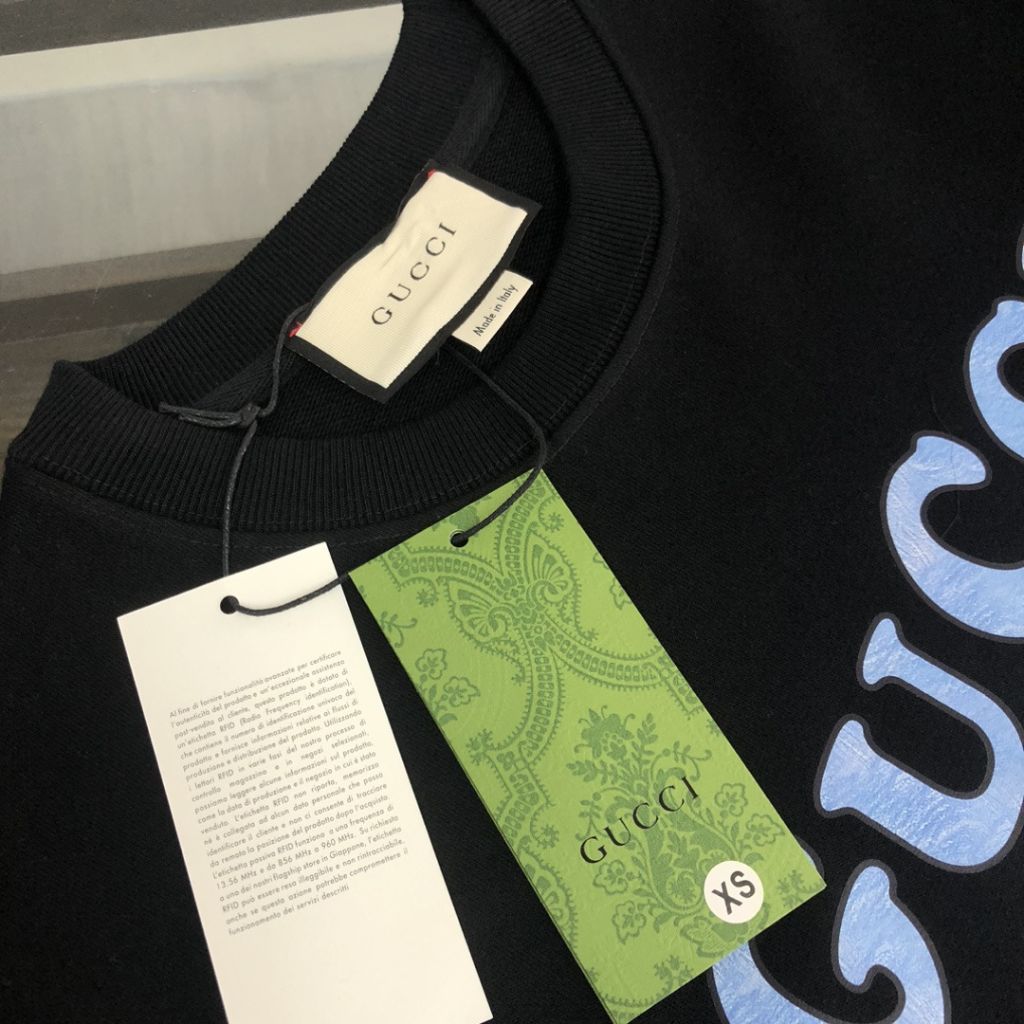 GUCCI
Made in Italy
Al fine di fornire funzionalità avanzate per certificare
l'autenticità del prodotto e un'eccezionale assistenza
post-vendita al cliente, questo prodotto è dotato di
un'etichetta RFID (Radio Frequency Identification),
che contiene il numero di identificazione univoco del
prodotto e fornisce informazioni relative ai flussi di
produzione e distribuzione del prodotto. Utilizzando
i lettori RFID in varie fasi del nostro processo di
controllo magazzino e in negozi selezionati,
possiamo leggere alcune informazioni sul prodotto,
come la data di produzione e il negozio in cui è stato
venduto. L'etichetta RFID non riporta, memorizza
né è collegata ad alcun dato personale che possa
identificare il cliente e non ci consente di tracciare
da remoto la posizione del prodotto dopo l'acquisto.
L'etichetta passiva RFID funziona a una frequenza di
13.56 MHz e da 856 MHz a 960 MHz. Su richiesta
a uno dei nostri flagship store in Giappone, l'etichetta
RFID può essere resa illeggibile e non rintracciabile,
anche se questa azione potrebbe compromettere il
funzionamento dei servizi descritti
GUCCI
XS
GUCC